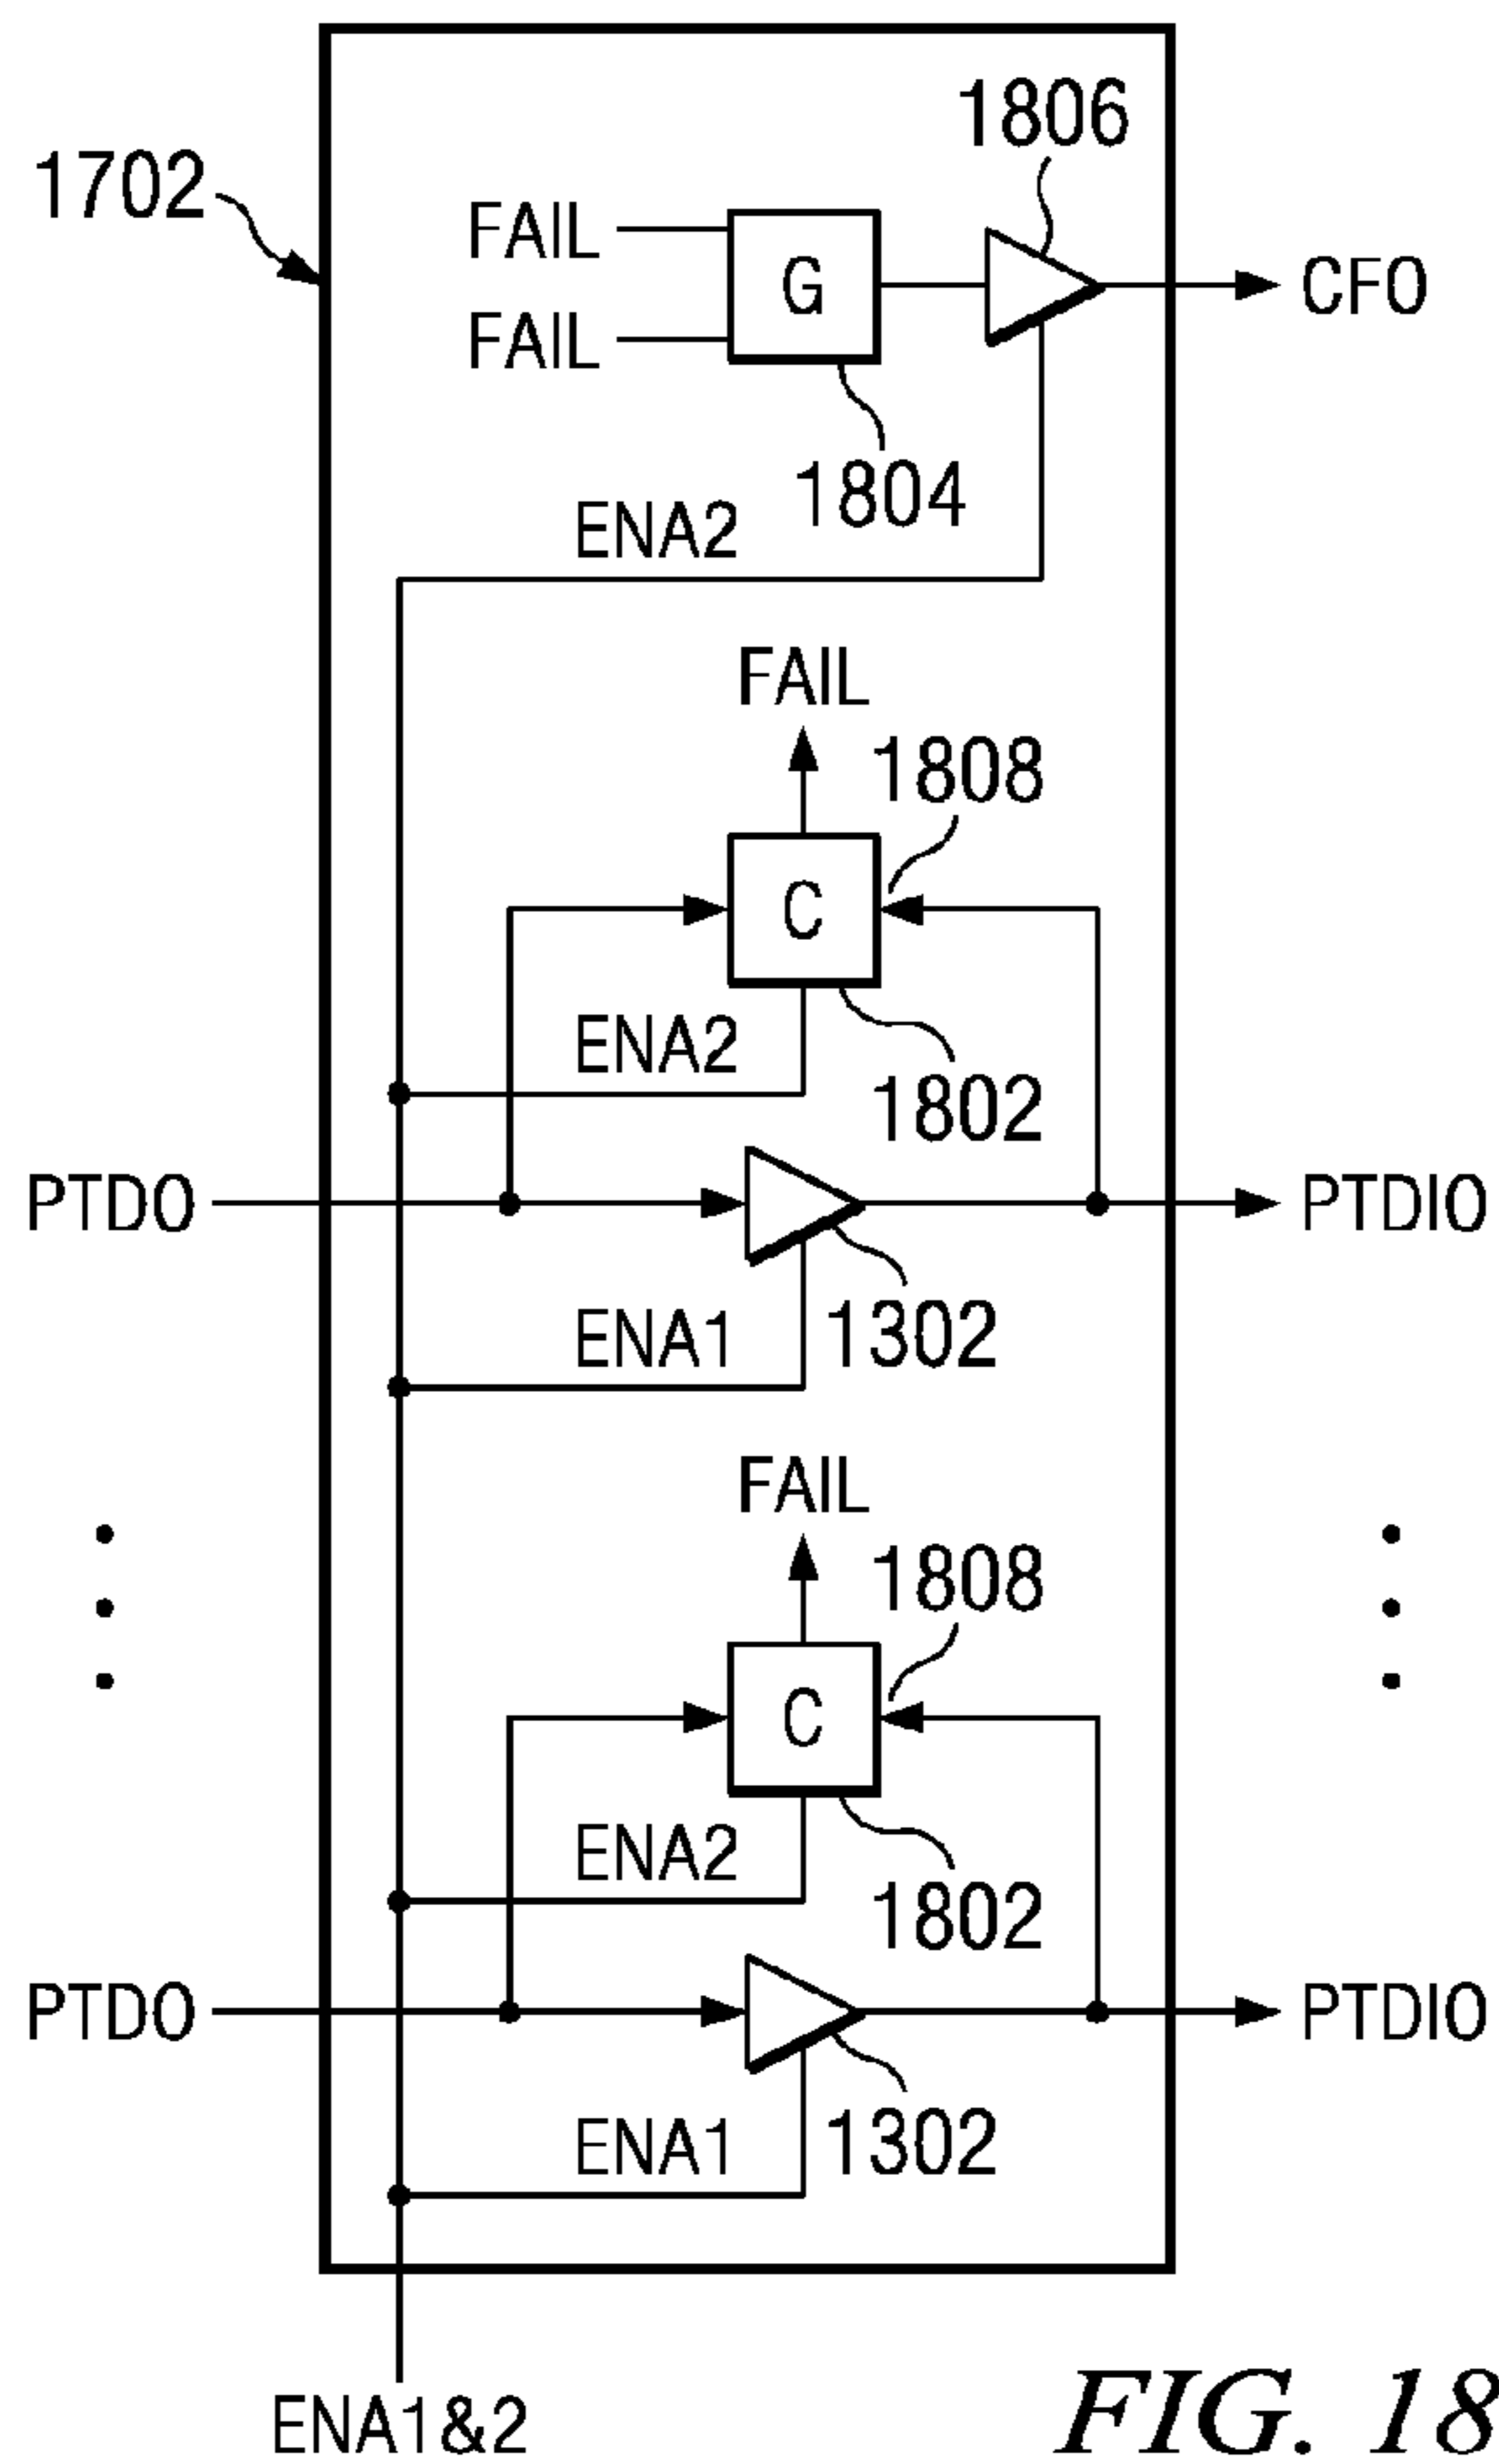 1806
1702
FAIL
G
CFO
FAIL
1804
ENA2
FAIL
1808
C
ENA2
1802
PTDO
PTDIO
ENA1
1302
FAIL
1808
C
ENA2
1802
PTDO
PTDIO
ENA1
1302
ENA1&2
FIG. 18